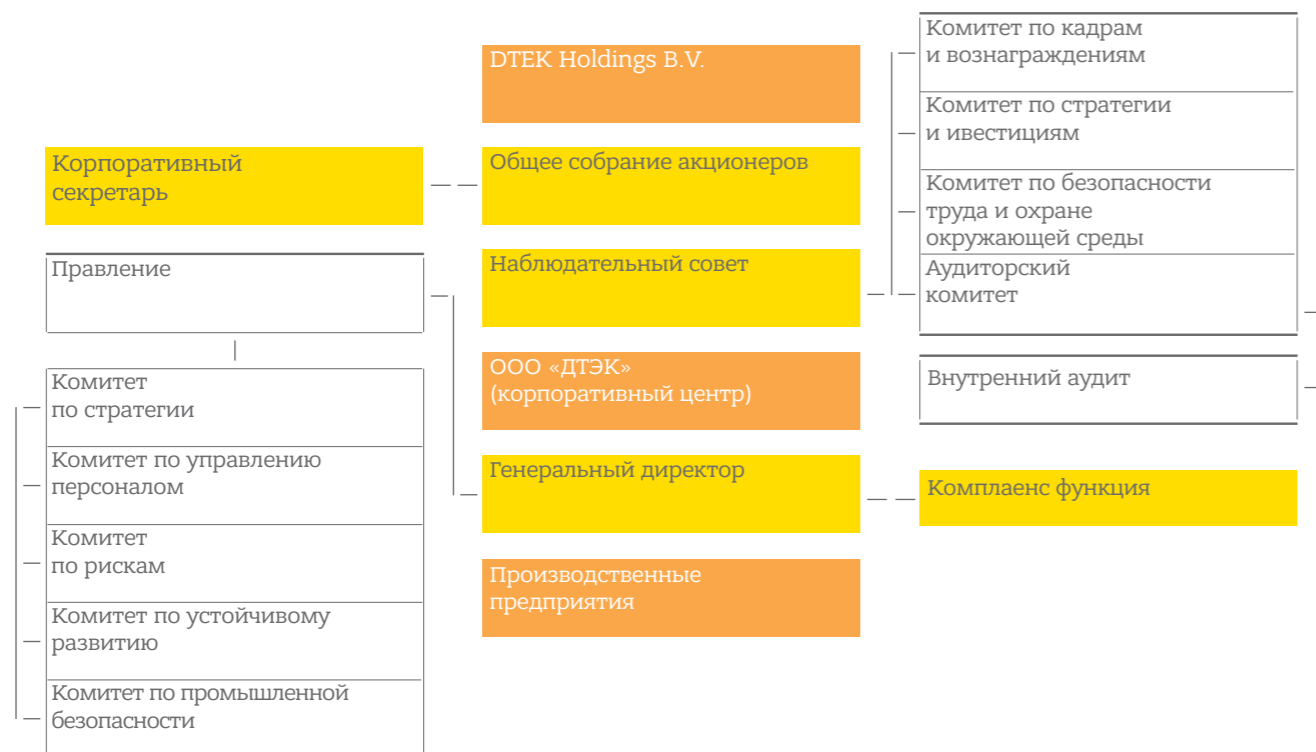 Корпоративный
секретарь
Правление
Комитет
по стратегии
Комитет по управлению
персоналом
Комитет
по рискам
Комитет по устойчивому
развитию
Комитет по промышленной
безопасности
DTEK Holdings B.V.
Общее собрание акционеров
Наблюдательный совет
ООО «ДТЭК»
(корпоративный центр)
Генеральный директор
Производственные
предприятия
Комитет по кадрам
и вознаграждениям
Комитет по стратегии
и ивестициям
Комитет по безопасности
труда и охране
окружающей среды
Аудиторский
комитет
Внутренний аудит
Комплаенс функция